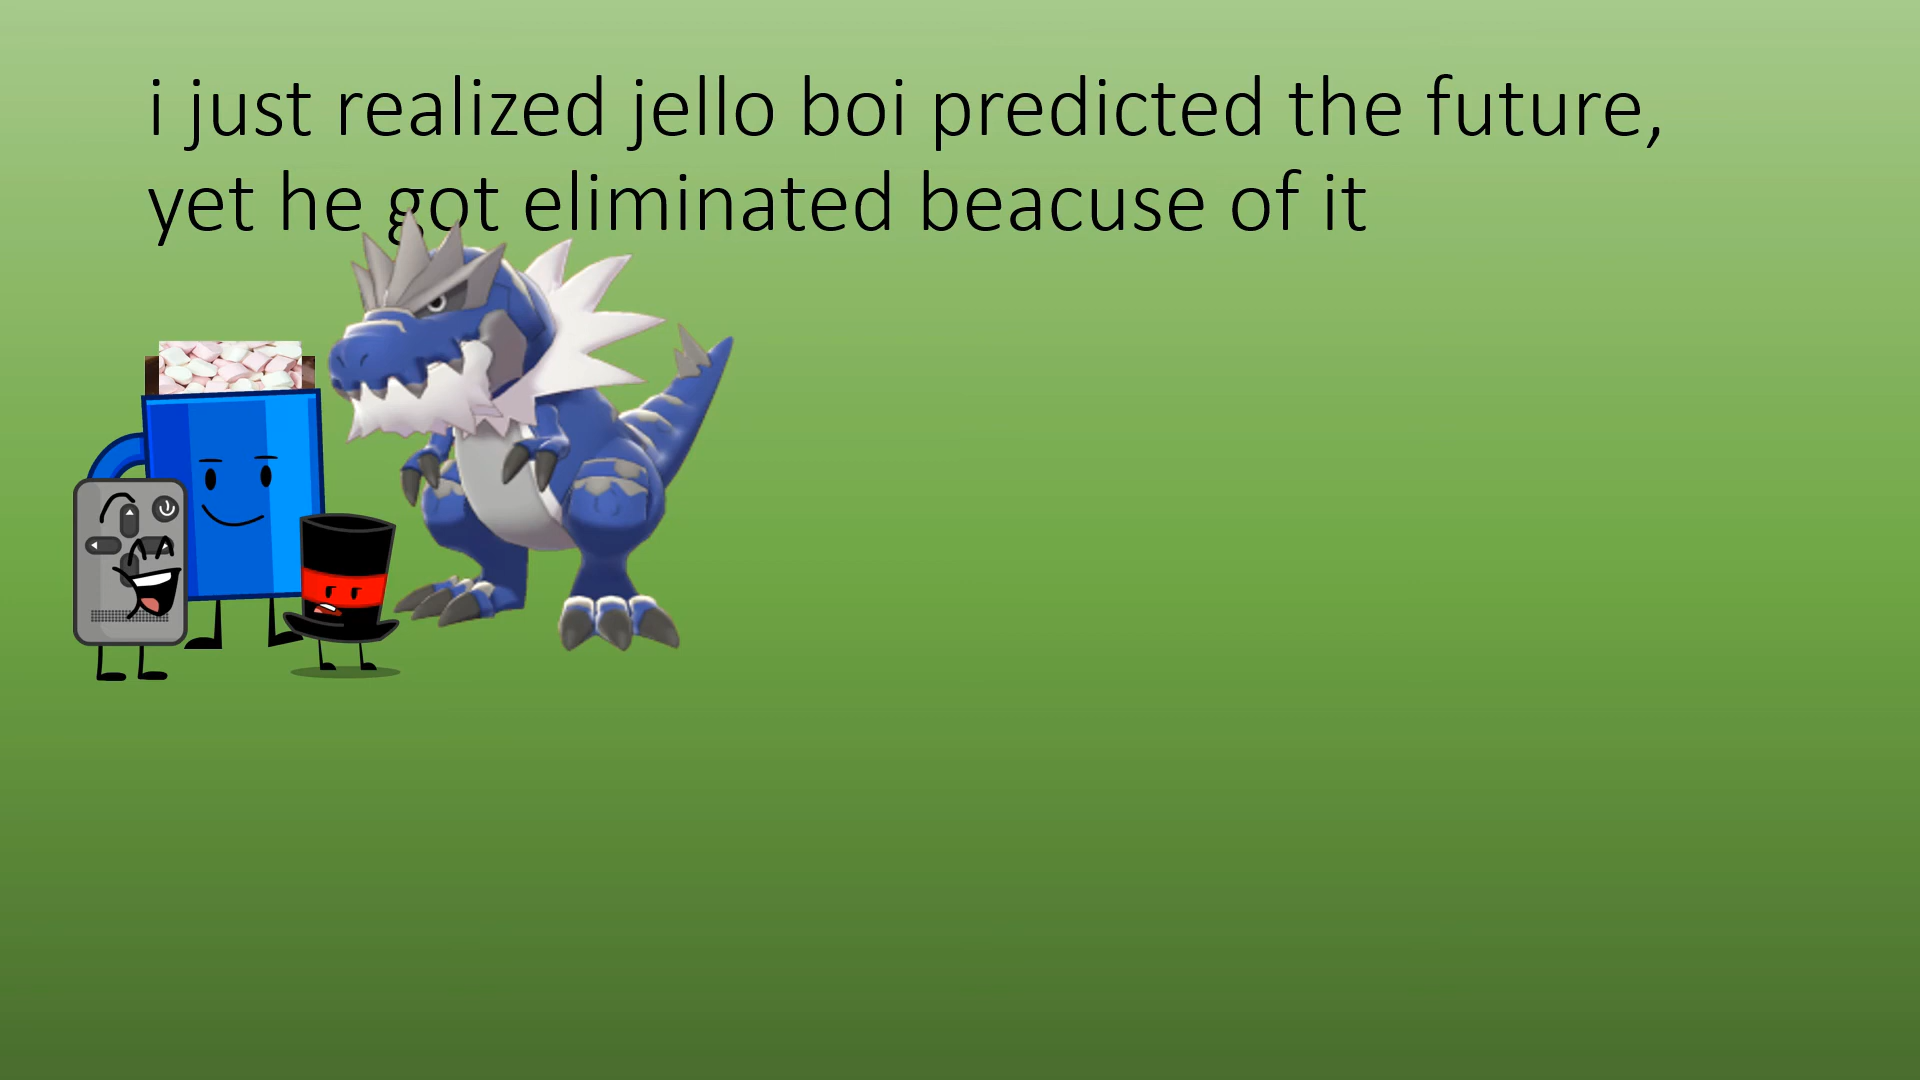 i just realized jello boi predicted the future,
yet he got eliminated beacuse of it